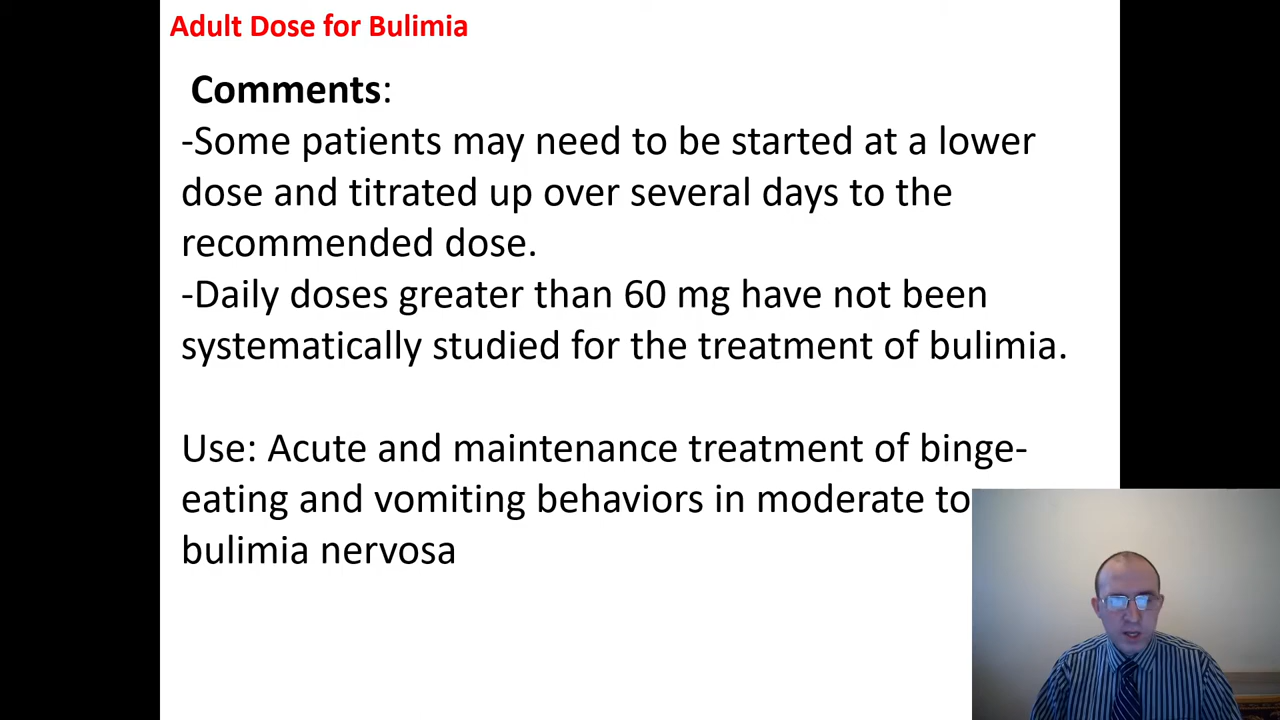 Adult Dose for Bulimia
Comments:
-Some patients may need to be started at a lower
dose and titrated up over several days to the
recommended dose.
-Daily doses greater than 60 mg have not been
systematically studied for the treatment of bulimia.
Use: Acute and maintenance treatment of binge-
eating and vomiting behaviors in moderate to
bulimia nervosa